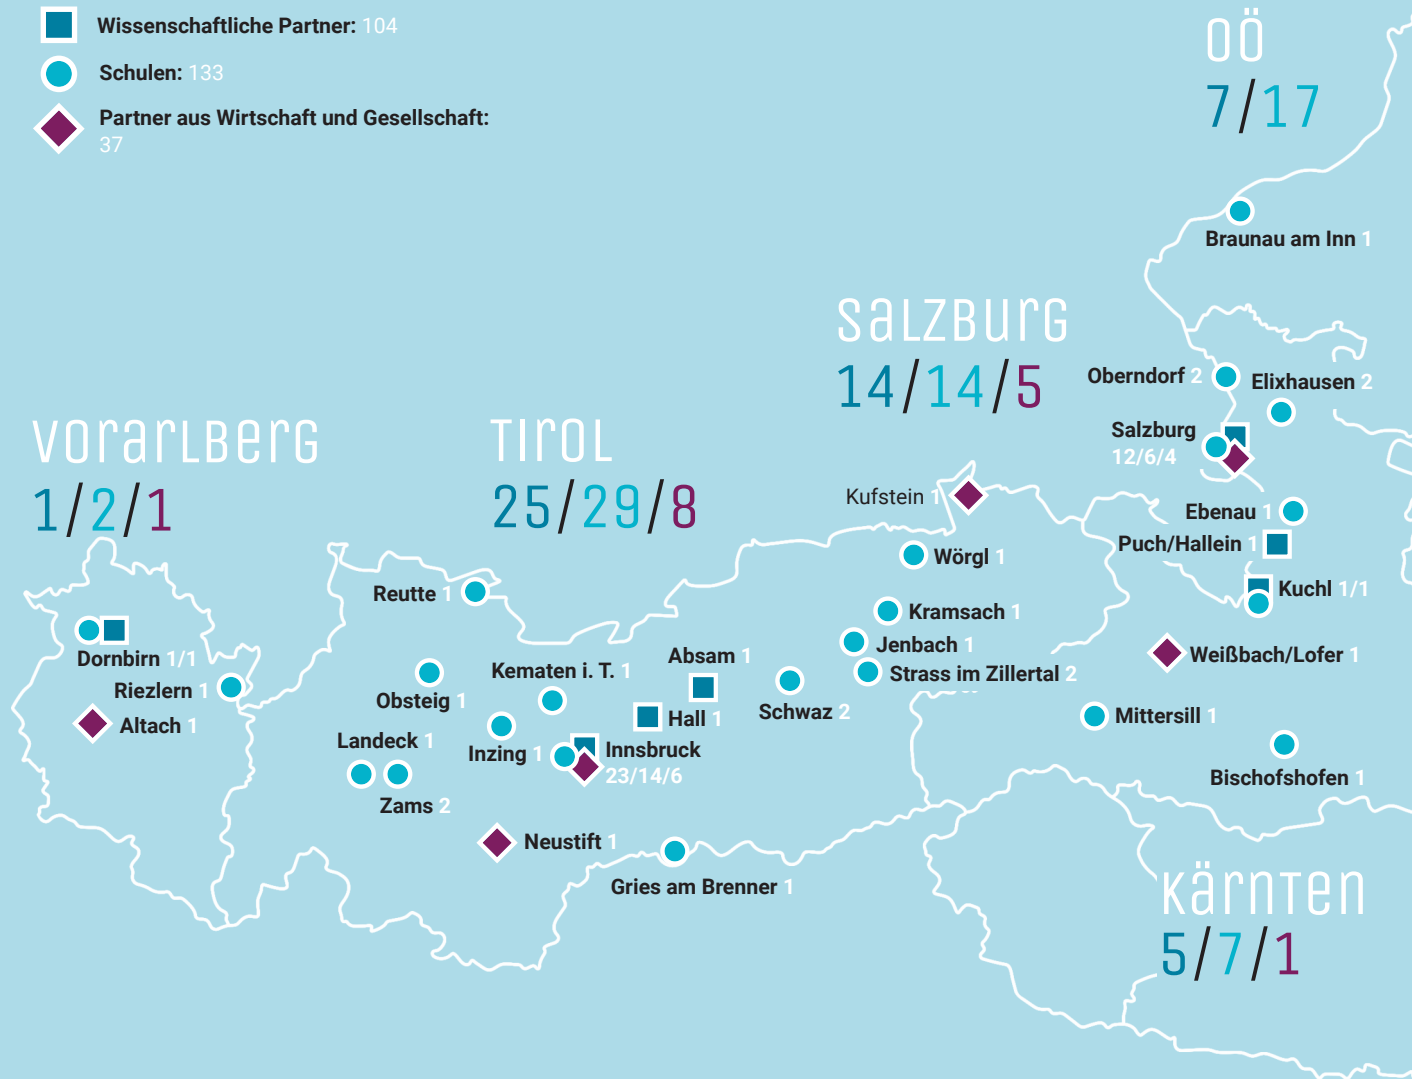 Wissenschaftliche Partner: 104
Schulen: 133
Partner aus Wirtschaft und Gesellschaft:
37
OÖ
7/17
Braunau am Inn 1
Salzburg
14/14/5
Oberndorf 2
Elixhausen 2
Salzburg
12/6/4
Vorarlberg
1/2/1
Tirol
25/29/8
Kufstein 1
Ebenau 1
Puch/Hallein 1
Wörgl 1
Reutte 1
Kuchl 1/1
Kramsach 1
Jenbach 1
Dornbirn 1/1
Absam 1
Weißbach/Lofer 1
Kematen i. T. 1
Strass im Zillertal 2
Riezlern 1
Obsteig 1
Schwaz 2
Hall 1
Mittersill 1
Altach 1
Landeck 1
Inzing 1
Innsbruck
23/14/6
Bischofshofen 1
Zams 2
Neustift 1
Gries am Brenner 1
Kärnten
5/7/1